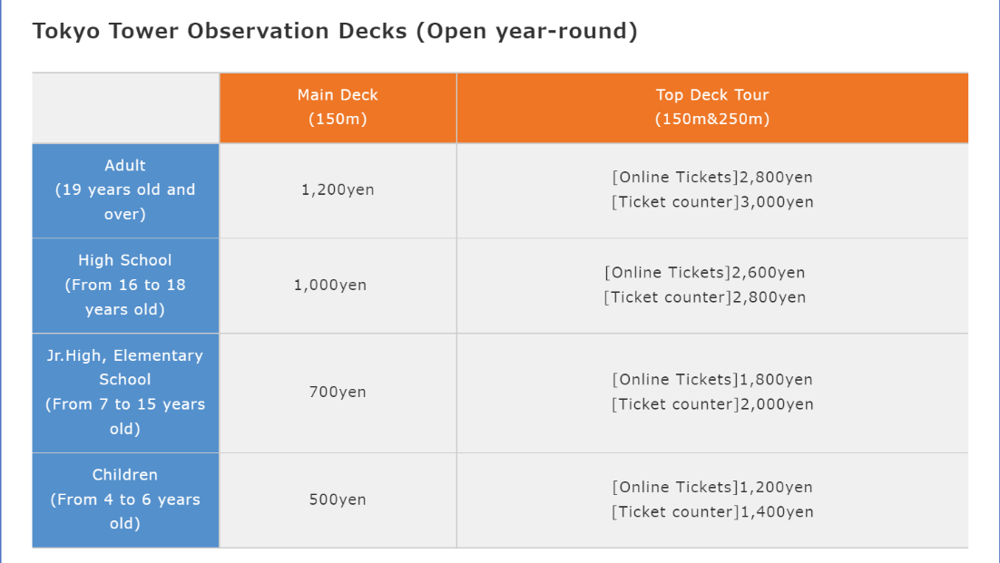 Tokyo Tower Observation Decks (Open year-round)
Main Deck
(150m)
Top Deck Tour
(150m&250m)
Adult
(19 years old and
over)
1,200yen
[Online Tickets]2,800yen
[Ticket counter]3,000yen
High School
(From 16 to 18
years old)
1,000yen
[Online Tickets]2,600yen
[Ticket counter]2,800yen
Jr.High, Elementary
School
(From 7 to 15 years
old)
700yen
[Online Tickets]1,800yen
[Ticket counter]2,000yen
Children
(From 4 to 6 years
old)
500yen
[Online Tickets]1,200yen
[Ticket counter]1,400yen